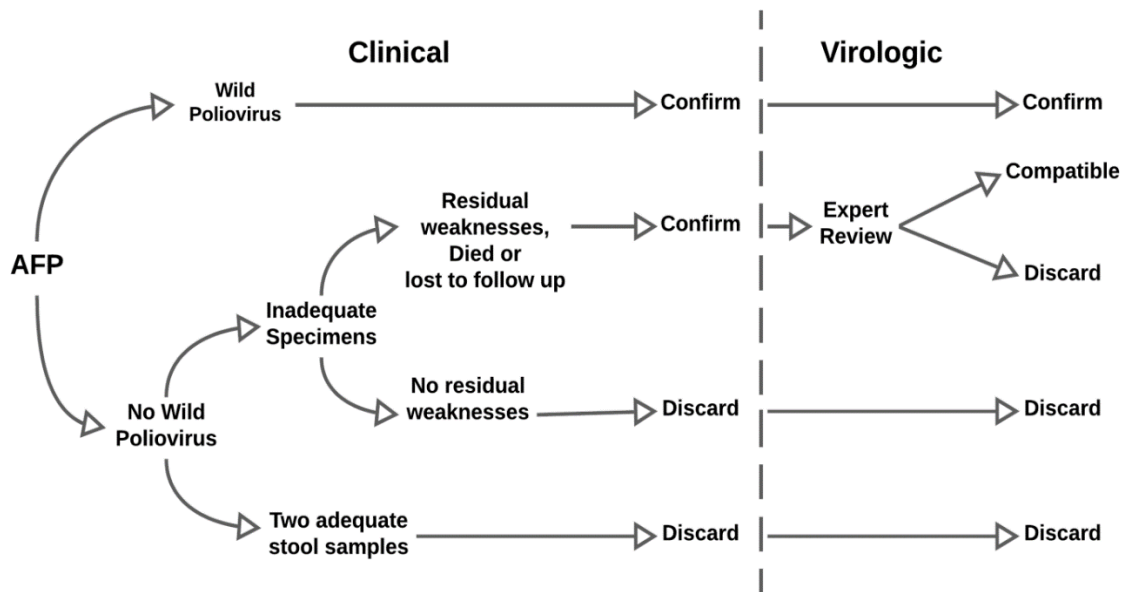 Clinical
Virologic
Wild
Poliovirus
Confirm
Confirm
AFP
Residual
weaknesses,
Died or
lost to follow up
Confirm
Expert
Review
Compatible
Discard
Inadequate
Specimens
No residual
weaknesses
Discard
Discard
No Wild
Poliovirus
Two adequate
stool samples
Discard
Discard